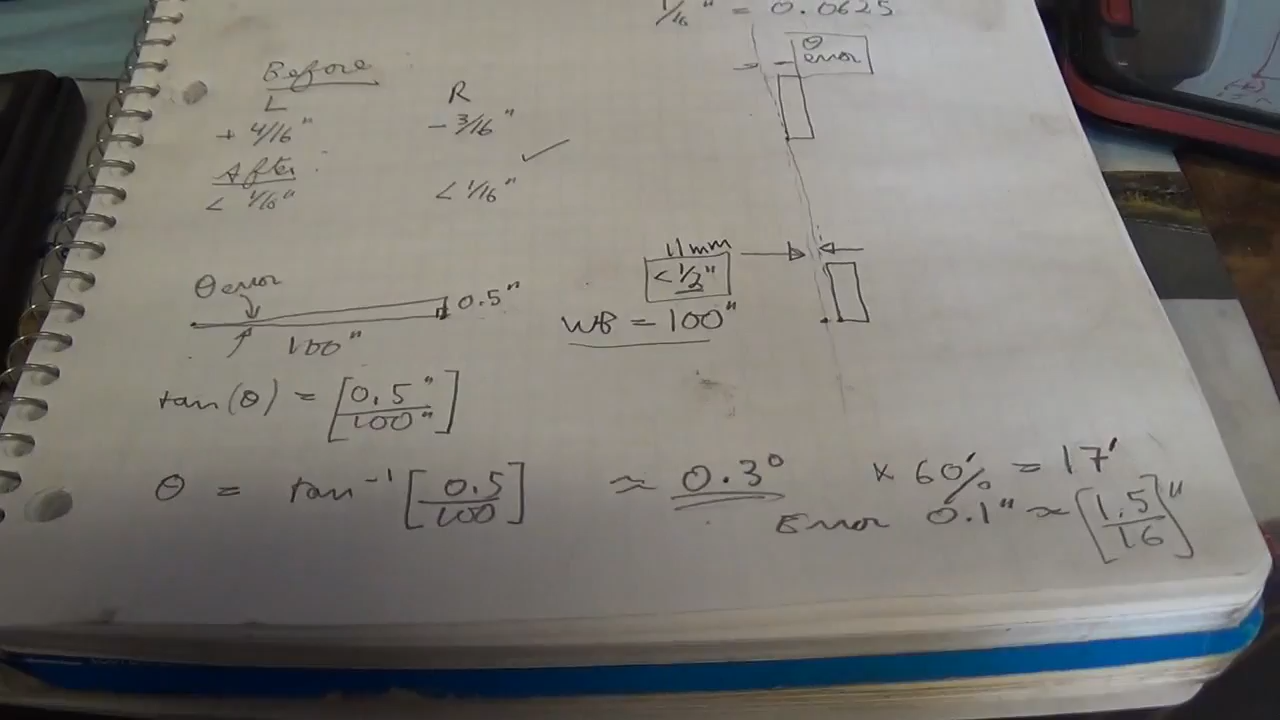 1/16" = 0.0625
Before
L R
+ 4/16" - 3/16"
After
< 1/16" < 1/16"
θ error
θ error
0.5"
100"
11mm
< 1/2"
WB = 100"
tan(θ) = [0.5"/100"]
θ = tan⁻¹[0.5/100] ≈ 0.3° × 60'/° = 17'
Error 0.1" ≈ [1.5/16]"